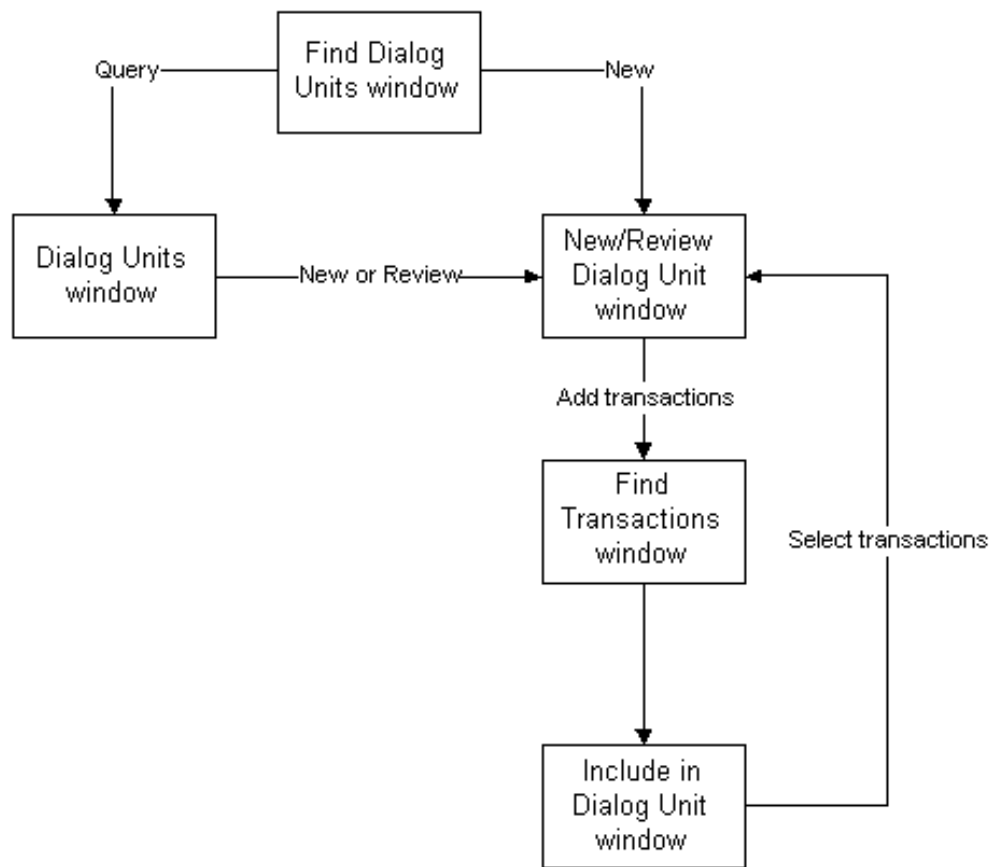 Find Dialog
Units window
Query
New
Dialog Units
window
New or Review
New/Review
Dialog Unit
window
Add transactions
Find
Transactions
window
Select transactions
Include in
Dialog Unit
window